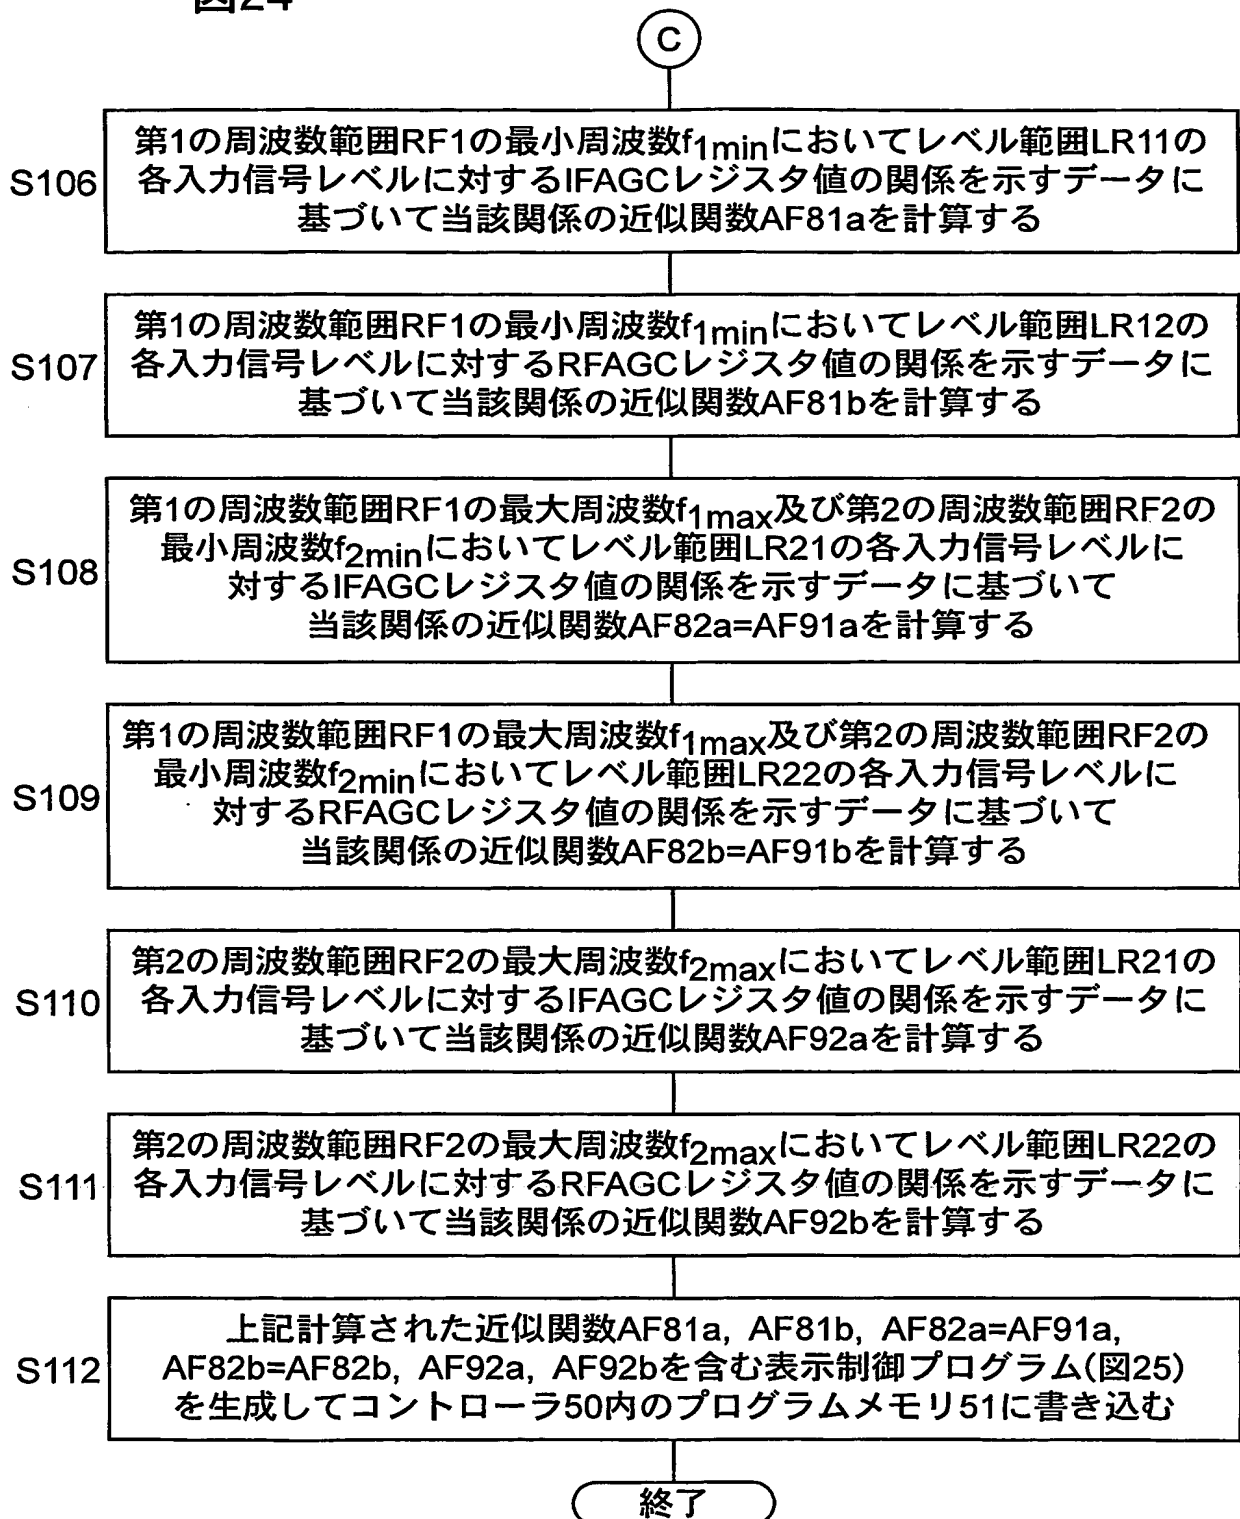 図24
C
S106
第1の周波数範囲RF1の最小周波数f1minにおいてレベル範囲LR11の
各入力信号レベルに対するIFAGCレジスタ値の関係を示すデータに
基づいて当該関係の近似関数AF81aを計算する
S107
第1の周波数範囲RF1の最小周波数f1minにおいてレベル範囲LR12の
各入力信号レベルに対するRFAGCレジスタ値の関係を示すデータに
基づいて当該関係の近似関数AF81bを計算する
S108
第1の周波数範囲RF1の最大周波数f1max及び第2の周波数範囲RF2の
最小周波数f2minにおいてレベル範囲LR21の各入力信号レベルに
対するIFAGCレジスタ値の関係を示すデータに基づいて
当該関係の近似関数AF82a=AF91aを計算する
S109
第1の周波数範囲RF1の最大周波数f1max及び第2の周波数範囲RF2の
最小周波数f2minにおいてレベル範囲LR22の各入力信号レベルに
対するRFAGCレジスタ値の関係を示すデータに基づいて
当該関係の近似関数AF82b=AF91bを計算する
S110
第2の周波数範囲RF2の最大周波数f2maxにおいてレベル範囲LR21の
各入力信号レベルに対するIFAGCレジスタ値の関係を示すデータに
基づいて当該関係の近似関数AF92aを計算する
S111
第2の周波数範囲RF2の最大周波数f2maxにおいてレベル範囲LR22の
各入力信号レベルに対するRFAGCレジスタ値の関係を示すデータに
基づいて当該関係の近似関数AF92bを計算する
S112
上記計算された近似関数AF81a, AF81b, AF82a=AF91a,
AF82b=AF82b, AF92a, AF92bを含む表示制御プログラム(図25)
を生成してコントローラ50内のプログラムメモリ51に書き込む
終了